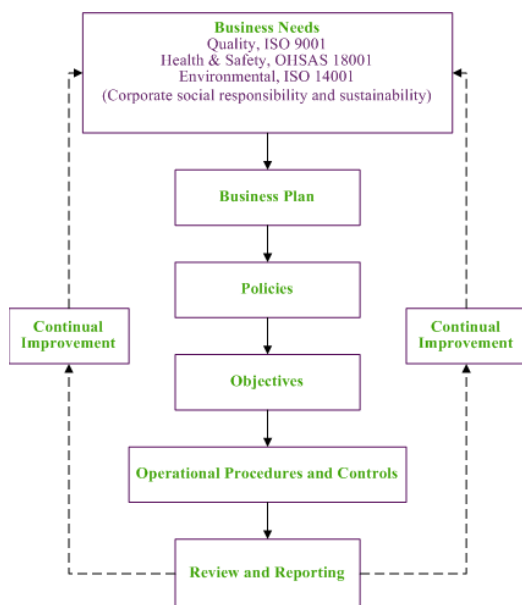 Business Needs
Quality, ISO 9001
Health & Safety, OHSAS 18001
Environmental, ISO 14001
(Corporate social responsibility and sustainability)
Business Plan
Policies
Continual
Improvement
Continual
Improvement
Objectives
Operational Procedures and Controls
Review and Reporting